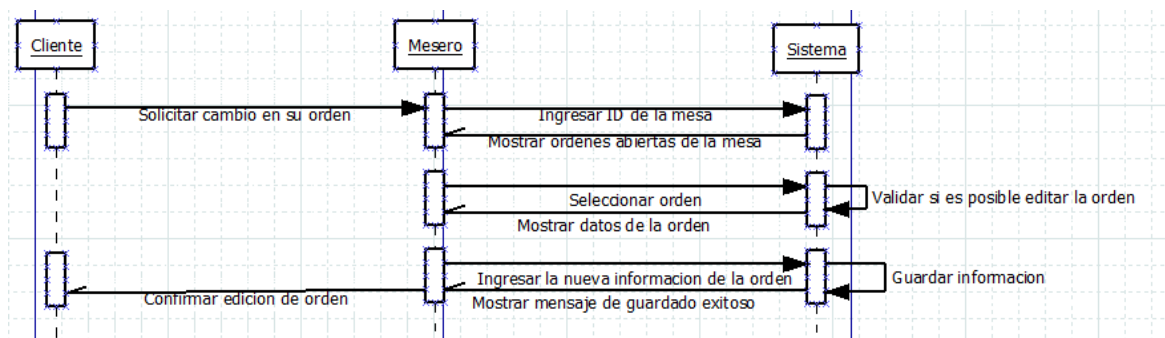 Cliente
Mesero
Sistema
Solicitar cambio en su orden
Ingresar ID de la mesa
Mostrar ordenes abiertas de la mesa
Seleccionar orden
Validar si es posible editar la orden
Mostrar datos de la orden
Ingresar la nueva informacion de la orden
Guardar informacion
Confirmar edicion de orden
Mostrar mensaje de guardado exitoso